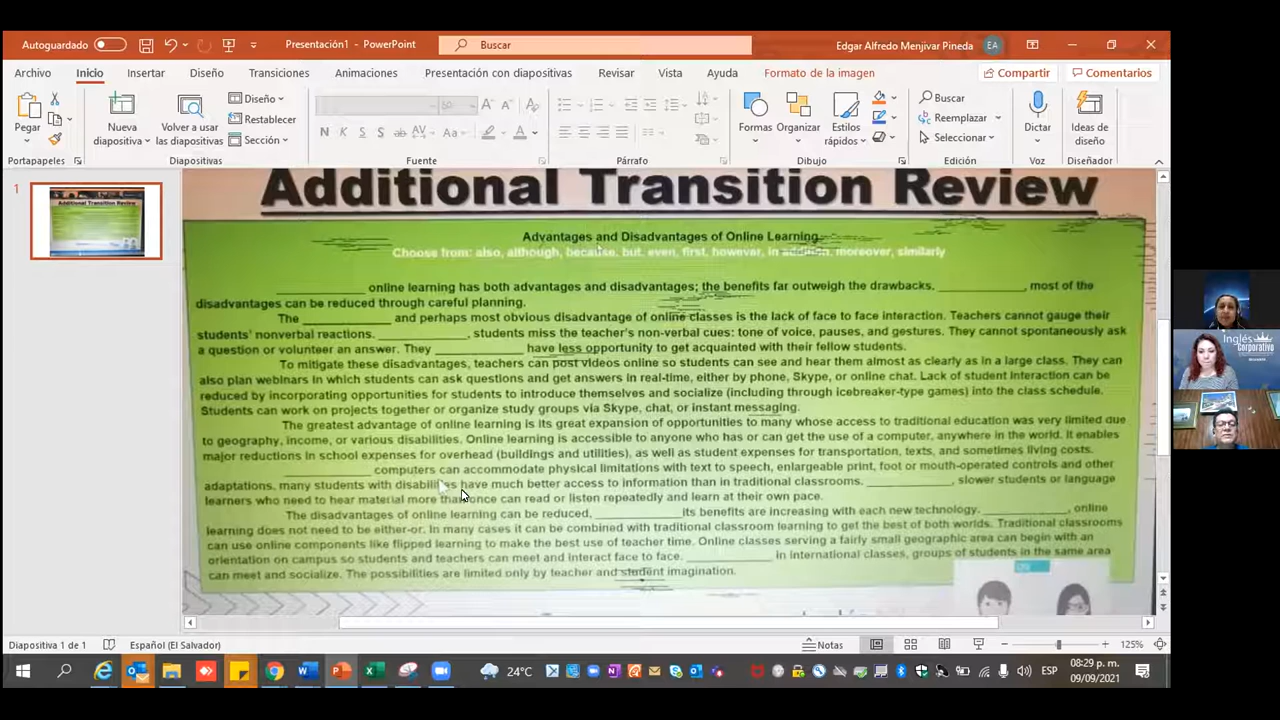 Autoguardado
Presentación1 - PowerPoint
Buscar
Edgar Alfredo Menjivar Pineda
EA
Archivo Inicio Insertar Diseño Transiciones Animaciones Presentación con diapositivas Revisar Vista Ayuda Formato de la imagen Compartir Comentarios
Pegar
Nueva diapositiva
Volver a usar las diapositivas
Diseño
Restablecer
Sección
Formas
Organizar
Estilos rápidos
Buscar
Reemplazar
Seleccionar
Dictar
Ideas de diseño
Portapapeles Diapositivas Fuente Párrafo Dibujo Edición Voz Diseñador
1
Additional Transition Review
Advantages and Disadvantages of Online Learning
Choose from: also, although, because, but, even, first, however, in addition, moreover, similarly
____________ online learning has both advantages and disadvantages; the benefits far outweigh the drawbacks. ____________, most of the
disadvantages can be reduced through careful planning.
The ____________ and perhaps most obvious disadvantage of online classes is the lack of face to face interaction. Teachers cannot gauge their
students' nonverbal reactions. ____________, students miss the teacher's non-verbal cues: tone of voice, pauses, and gestures. They cannot spontaneously ask
a question or volunteer an answer. They ____________ have less opportunity to get acquainted with their fellow students.
To mitigate these disadvantages, teachers can post videos online so students can see and hear them almost as clearly as in a large class. They can
also plan webinars in which students can ask questions and get answers in real-time, either by phone, Skype, or online chat. Lack of student interaction can be
reduced by incorporating opportunities for students to introduce themselves and socialize (including through icebreaker-type games) into the class schedule.
Students can work on projects together or organize study groups via Skype, chat, or instant messaging.
The greatest advantage of online learning is its great expansion of opportunities to many whose access to traditional education was very limited due
to geography, income, or various disabilities. Online learning is accessible to anyone who has or can get the use of a computer, anywhere in the world. It enables
major reductions in school expenses for overhead (buildings and utilities), as well as student expenses for transportation, texts, and sometimes living costs.
____________ computers can accommodate physical limitations with text to speech, enlargeable print, foot or mouth-operated controls and other
adaptations, many students with disabilities have much better access to information than in traditional classrooms. ____________, slower students or language
learners who need to hear material more than once can read or listen repeatedly and learn at their own pace.
The disadvantages of online learning can be reduced, ____________ its benefits are increasing with each new technology. ____________, online
learning does not need to be either-or. In many cases it can be combined with traditional classroom learning to get the best of both worlds. Traditional classrooms
can use online components like flipped learning to make the best use of teacher time. Online classes serving a fairly small geographic area can begin with an
orientation on campus so students and teachers can meet and interact face to face. ____________ in international classes, groups of students in the same area
can meet and socialize. The possibilities are limited only by teacher and student imagination.
Inglés
Corporativo
Diapositiva 1 de 1
Español (El Salvador)
Notas
125%
24°C
ESP
08:29 p. m.
09/09/2021